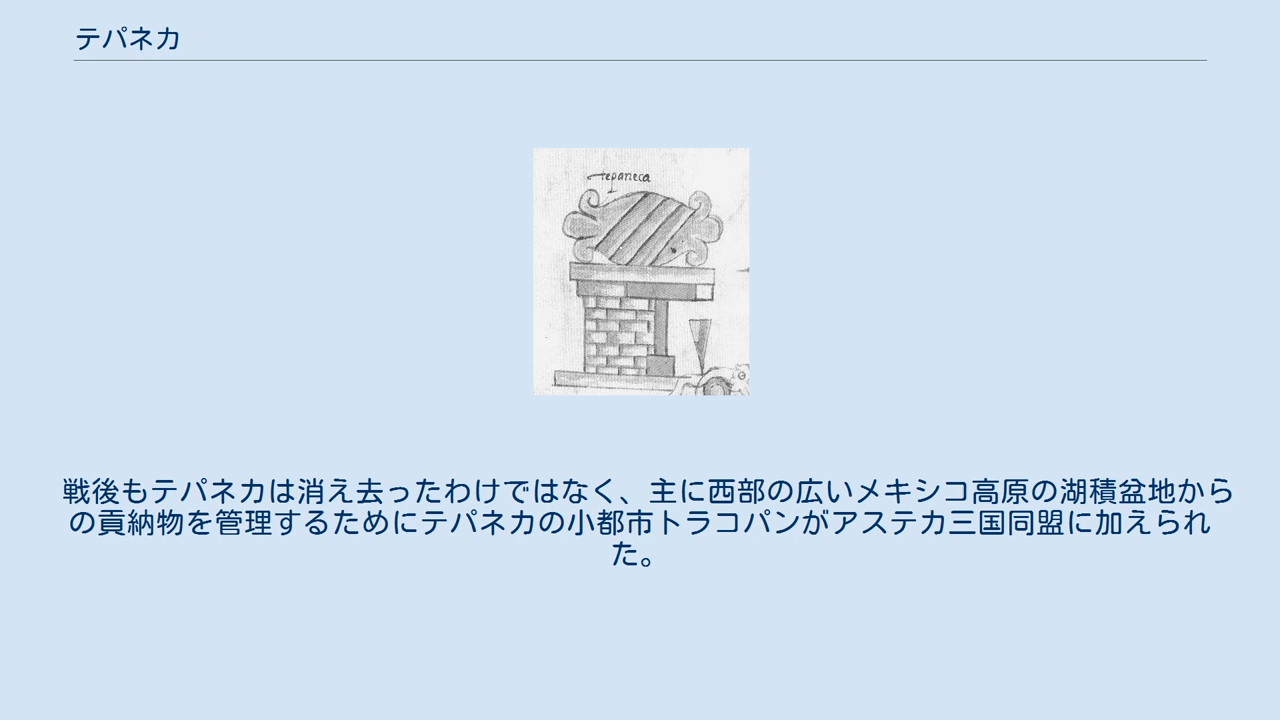 テパネカ
tepaneca
戦後もテパネカは消え去ったわけではなく、主に西部の広いメキシコ高原の湖積盆地から
の貢納物を管理するためにテパネカの小都市トラコパンがアステカ三国同盟に加えられ
た。